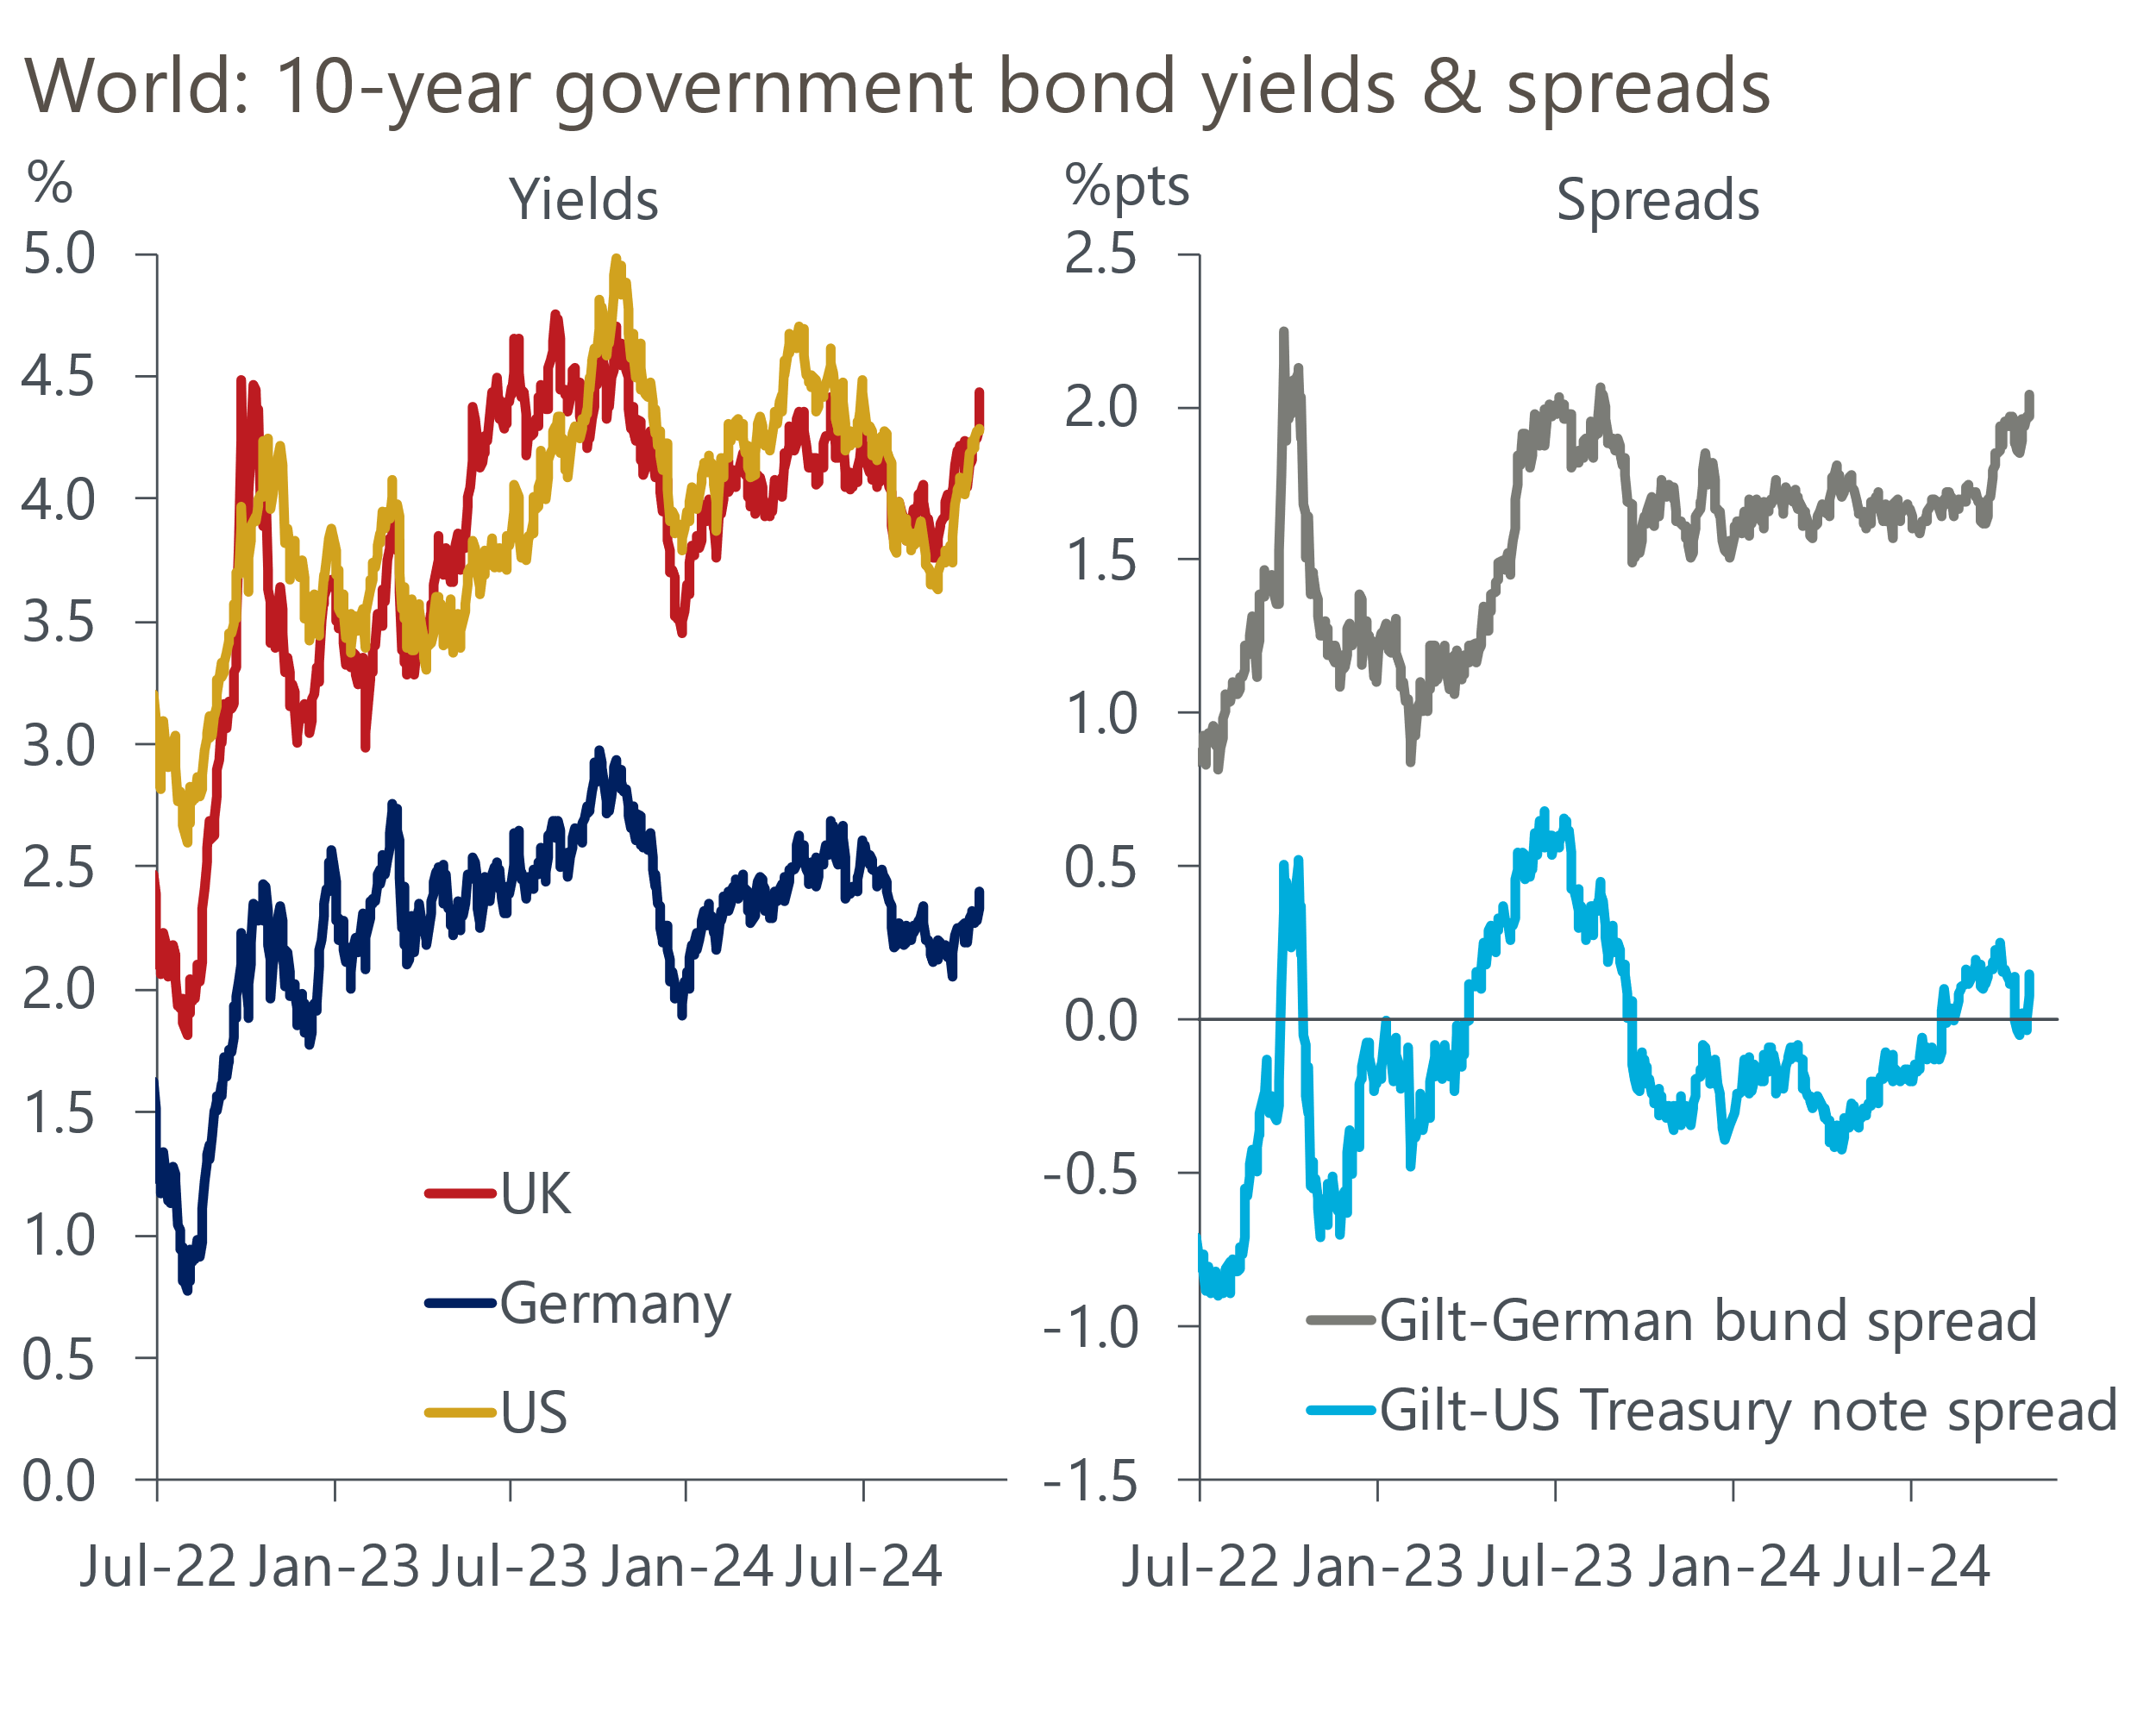 World: 10-year government bond yields & spreads
%
Yields
5.0
4.5
4.0
3.5
3.0
2.5
2.0
1.5
1.0
0.5
0.0
UK
Germany
US
Jul-22 Jan-23 Jul-23 Jan-24 Jul-24
%pts
Spreads
2.5
2.0
1.5
1.0
0.5
0.0
-0.5
-1.0
-1.5
Gilt-German bund spread
Gilt-US Treasury note spread
Jul-22 Jan-23 Jul-23 Jan-24 Jul-24